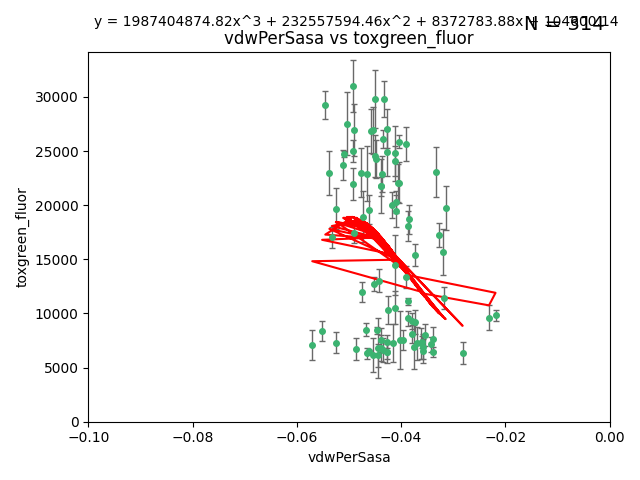 y = 1987404874.82x^3 + 232557594.46x^2 + 8372783.88x
N = 314
vdwPerSasa vs toxgreen_fluor
30000
25000
20000
15000
10000
5000
0
toxgreen_fluor
−0.10
−0.08
−0.06
−0.04
−0.02
0.00
vdwPerSasa